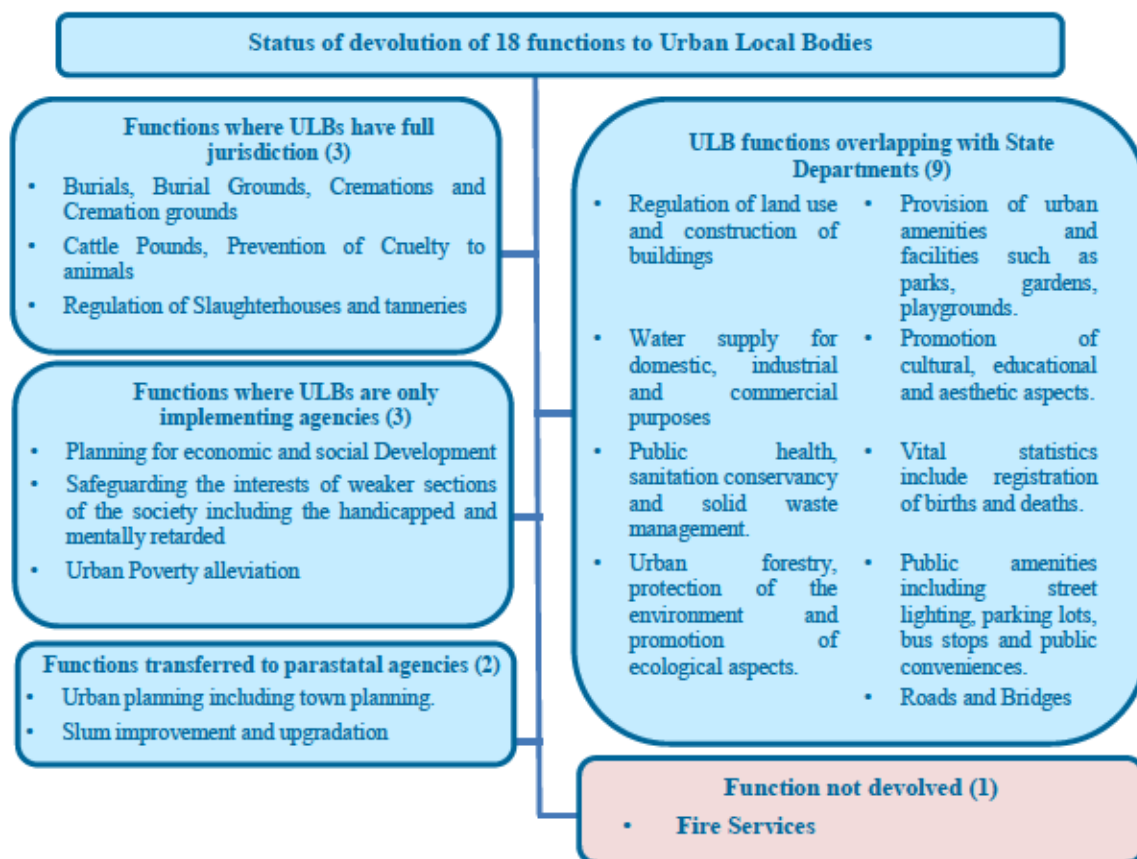 Status of devolution of 18 functions to Urban Local Bodies
Functions where ULBs have full
jurisdiction (3)
• Burials, Burial Grounds, Cremations and
Cremation grounds
• Cattle Pounds, Prevention of Cruelty to
animals
• Regulation of Slaughterhouses and tanneries
Functions where ULBs are only
implementing agencies (3)
• Planning for economic and social Development
• Safeguarding the interests of weaker sections
of the society including the handicapped and
mentally retarded
• Urban Poverty alleviation
Functions transferred to parastatal agencies (2)
• Urban planning including town planning.
• Slum improvement and upgradation
ULB functions overlapping with State
Departments (9)
• Regulation of land use
and construction of
buildings
• Water supply for
domestic, industrial
and commercial
purposes
• Public health,
sanitation conservancy
and solid waste
management.
• Urban forestry,
protection of the
environment and
promotion of
ecological aspects.
• Provision of urban
amenities and
facilities such as
parks, gardens,
playgrounds.
• Promotion of
cultural, educational
and aesthetic aspects.
• Vital statistics
include registration
of births and deaths.
• Public amenities
including street
lighting, parking lots,
bus stops and public
conveniences.
• Roads and Bridges
Function not devolved (1)
• Fire Services